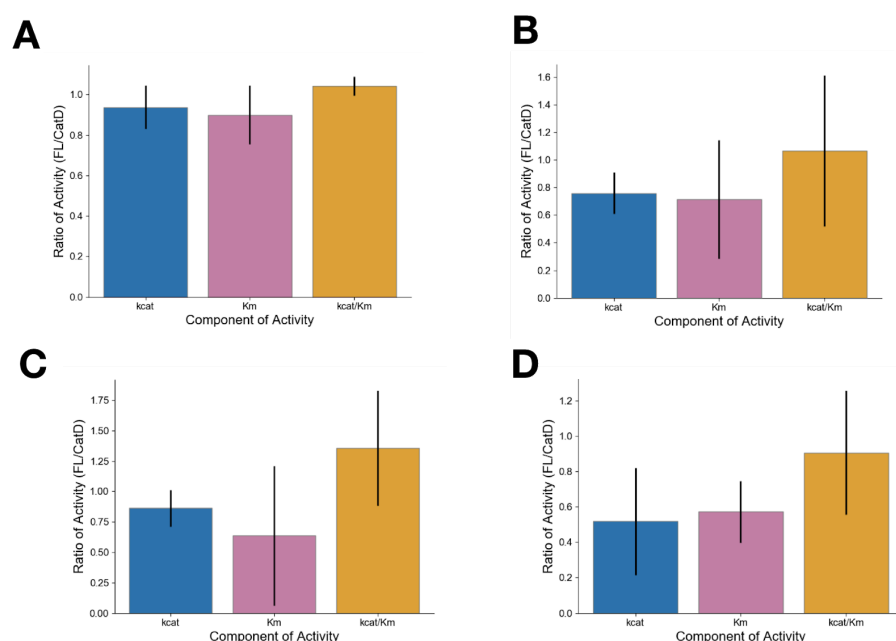 A
Ratio of Activity (FL/CatD)
1.0
0.8
0.6
0.4
0.2
0.0
kcat
Km
kcat/Km
Component of Activity
B
Ratio of Activity (FL/CatD)
1.6
1.4
1.2
1.0
0.8
0.6
0.4
0.2
0.0
kcat
Km
kcat/Km
Component of Activity
C
Ratio of Activity (FL/CatD)
1.75
1.50
1.25
1.00
0.75
0.50
0.25
0.00
kcat
Km
kcat/Km
Component of Activity
D
Ratio of Activity (FL/CatD)
1.2
1.0
0.8
0.6
0.4
0.2
0.0
kcat
Km
kcat/Km
Component of Activity